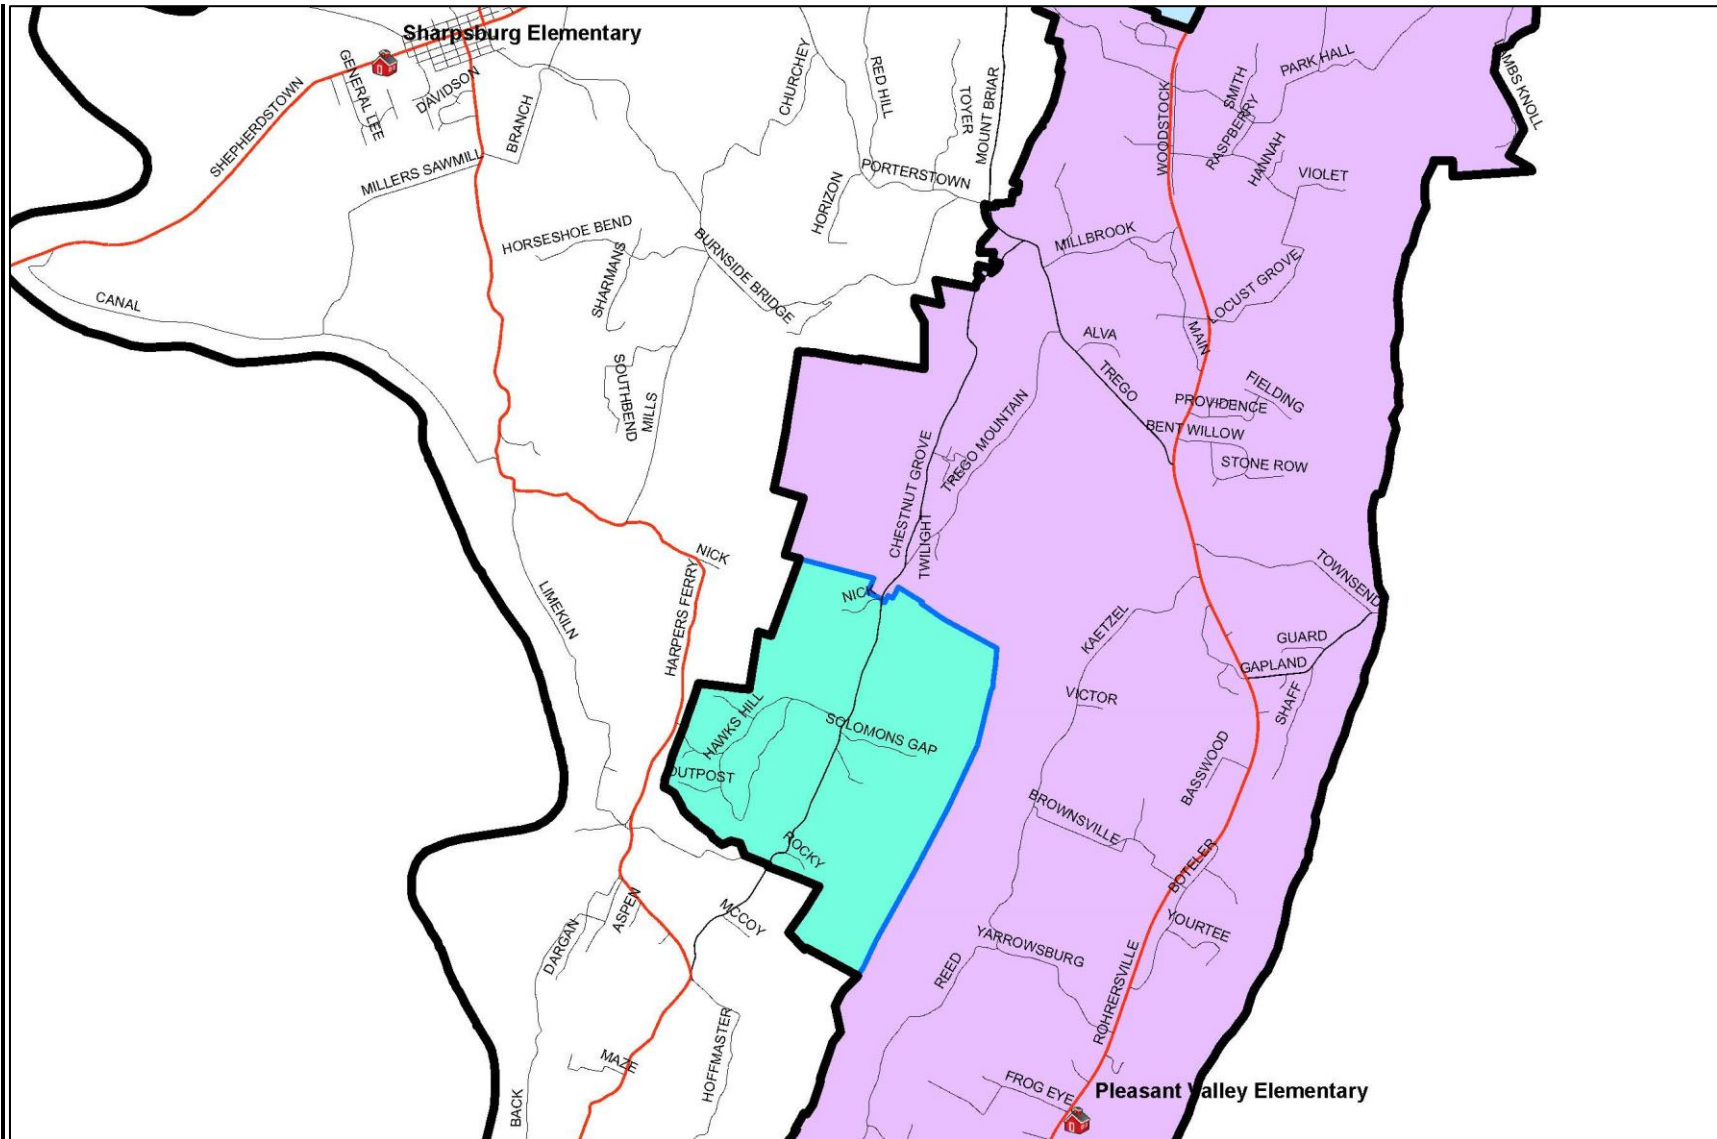 Sharpsburg Elementary
GENERAL LEE
DAVIDSON
SHEPHERDSTOWN
BRANCH
MILLERS SAWMILL
CHURCHEY
RED HILL
TOYER
MOUNT BRIAR
PORTERSTOWN
HORIZON
WOODSTOCK
SMITH
RASPBERRY
HANNAH
PARK HALL
VIOLET
LAMBS KNOLL
HORSESHOE BEND
SHARMANS
BURNSIDE BRIDGE
CANAL
MILLBROOK
LOCUST GROVE
MAIN
ALVA
TREGO
SOUTHBEND
MILLS
FIELDING
PROVIDENCE
BENT WILLOW
STONE ROW
CHESTNUT GROVE
TREGO MOUNTAIN
TWILIGHT
NICK
NICK
HARPERS FERRY
LIMEKILN
TOWNSEND
KAETZEL
GUARD
GAPLAND
VICTOR
SHAFF
HAWKS HILL
SOLOMONS GAP
OUTPOST
BASSWOOD
BROWNSVILLE
ROCKY
BOTELER
ASPEN
MCCOY
DARGAN
YOURTEE
YARROWSBURG
REED
ROHRERSVILLE
HOFFMASTER
MAZE
BACK
FROG EYE
Pleasant Valley Elementary